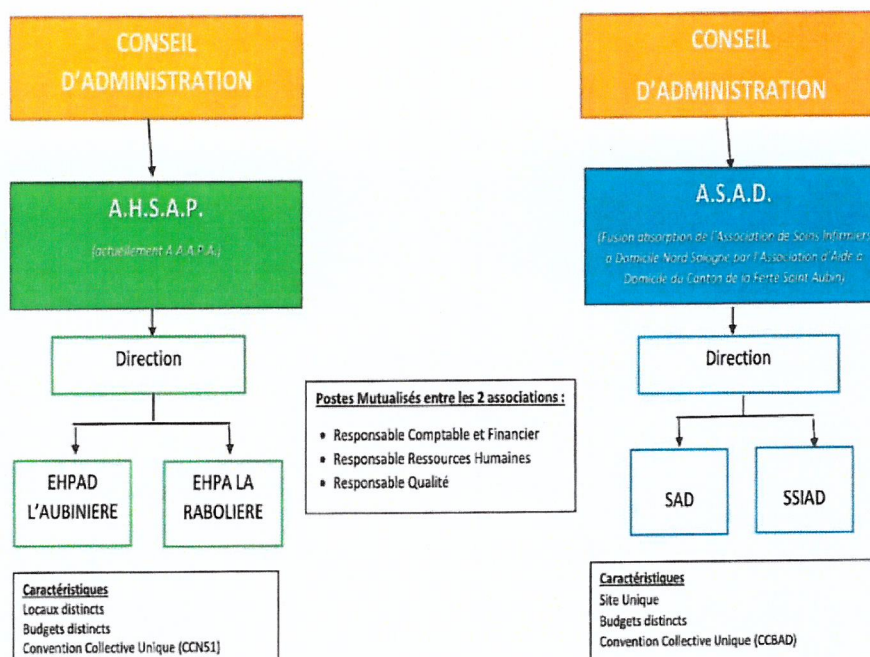 CONSEIL
D'ADMINISTRATION
A.H.S.A.P.
(actuellement A.A.A.P.A.)
Direction
EHPAD
L'AUBINIERE
EHPA LA
RABOLIERE
Caractéristiques
Locaux distincts
Budgets distincts
Convention Collective Unique (CCN51)
Postes Mutualisés entre les 2 associations :
• Responsable Comptable et Financier
• Responsable Ressources Humaines
• Responsable Qualité
CONSEIL
D'ADMINISTRATION
A.S.A.D.
(Fusion absorption de l'Association de Soins Infirmiers
à Domicile Nord Sologne par l'Association d'Aide à
Domicile du Canton de la Ferté Saint Aubin)
Direction
SAD
SSIAD
Caractéristiques
Site Unique
Budgets distincts
Convention Collective Unique (CCBAD)